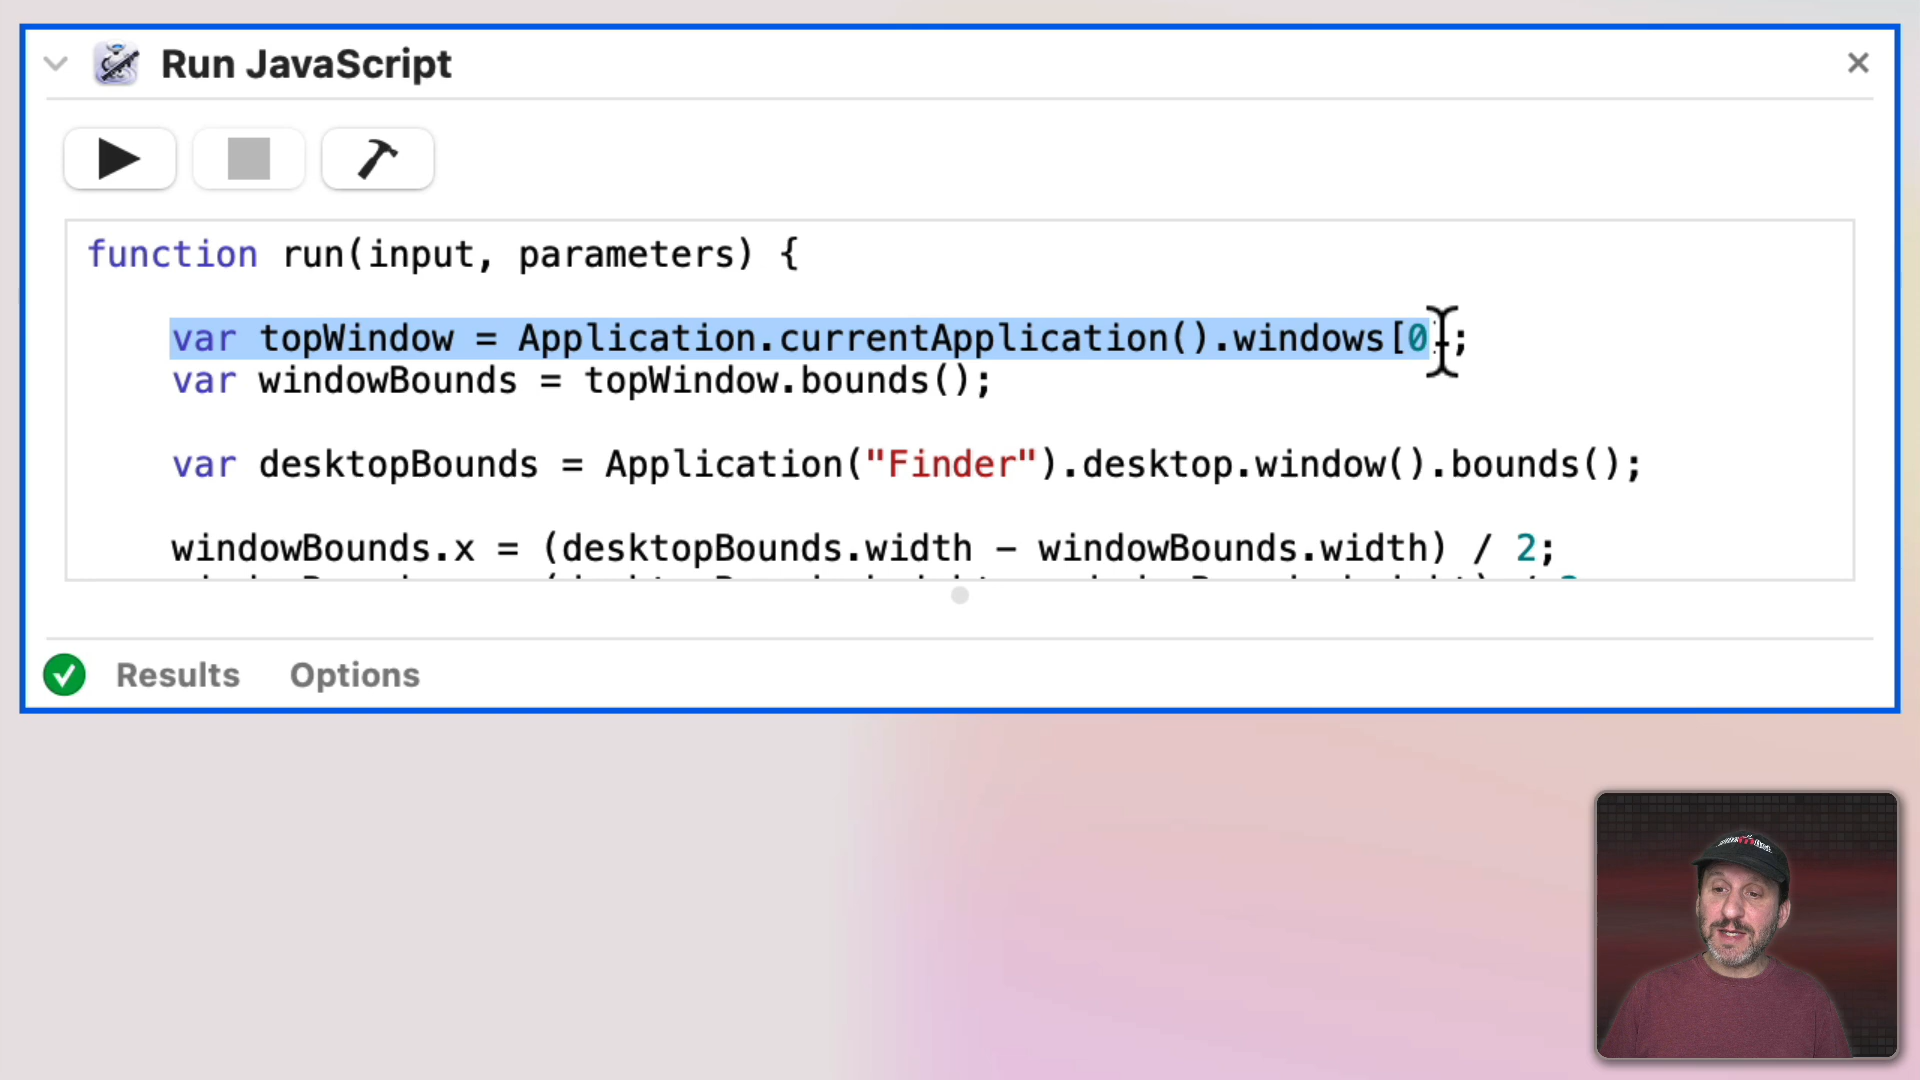 Run JavaScript
function run(input, parameters) {
var topWindow = Application.currentApplication().windows[0];
var windowBounds = topWindow.bounds();
var desktopBounds = Application("Finder").desktop.window().bounds();
windowBounds.x = (desktopBounds.width - windowBounds.width) / 2;
Results Options